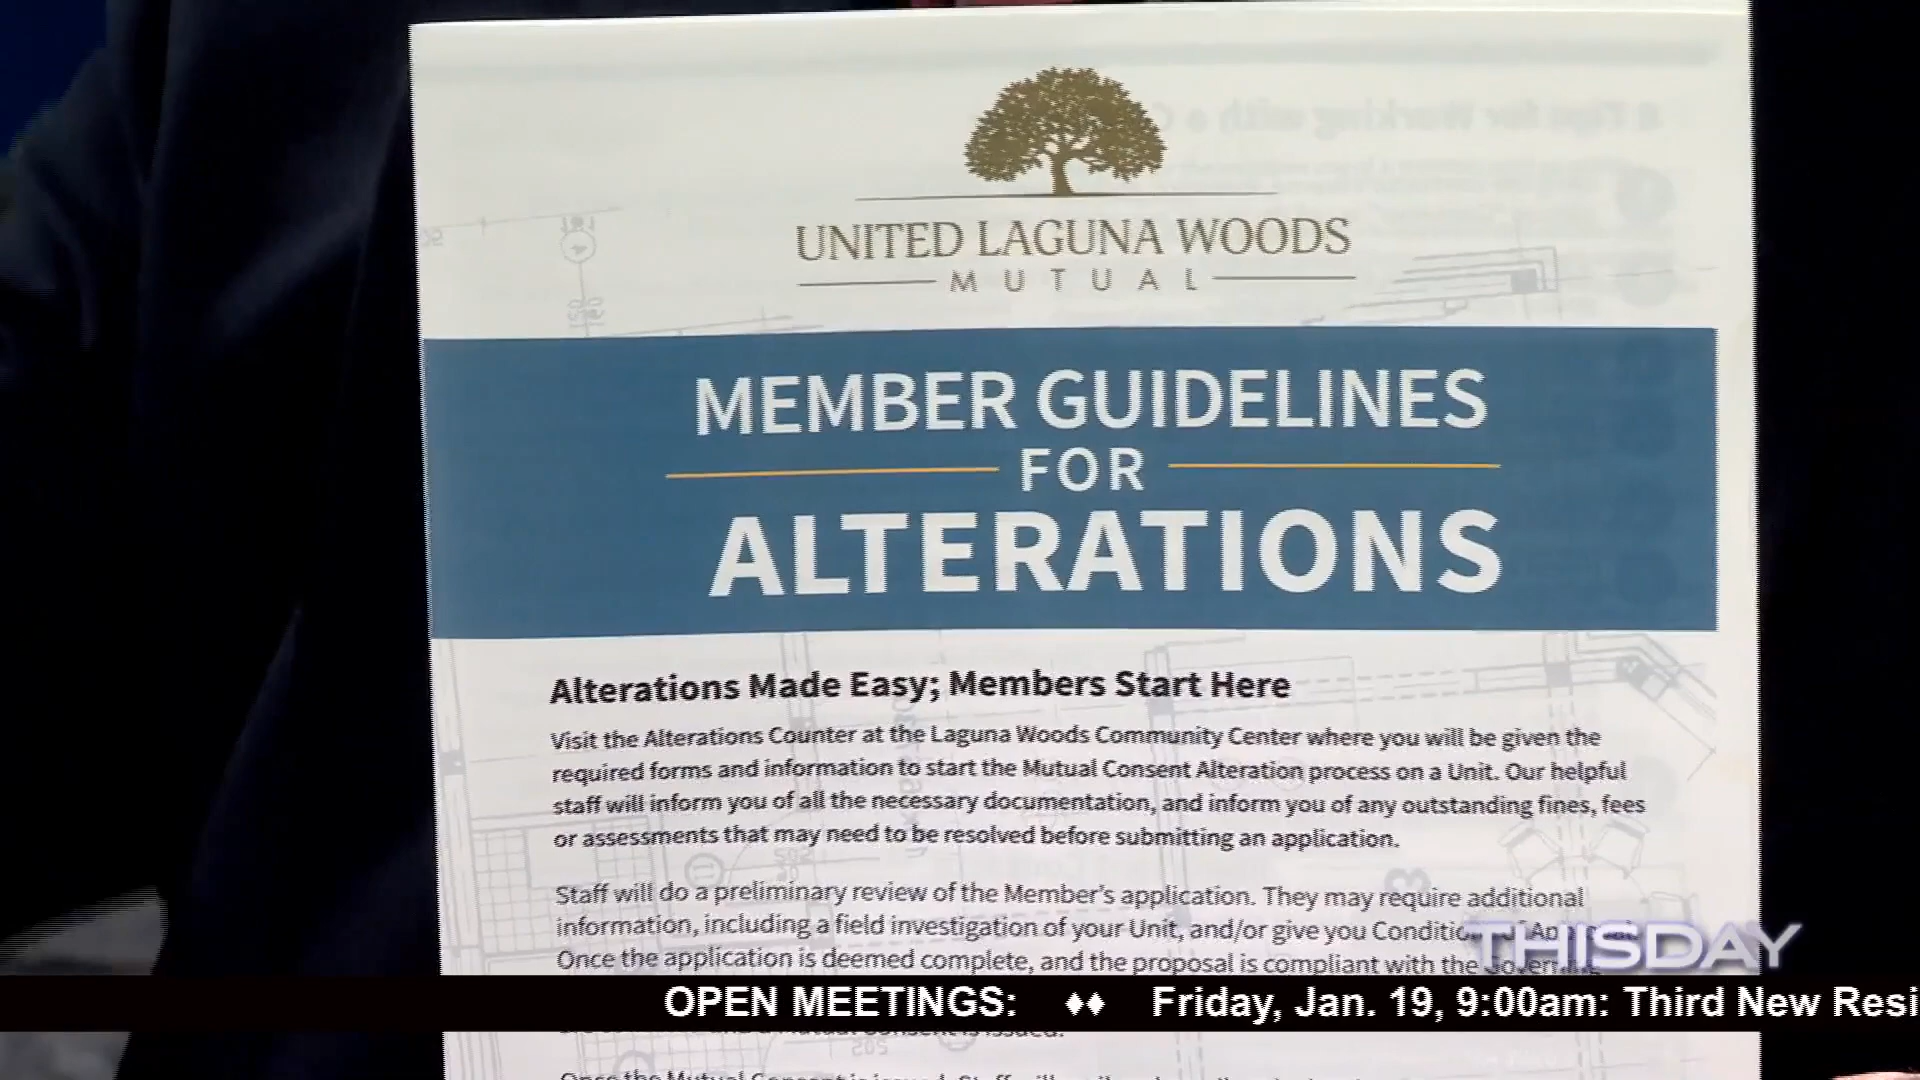 UNITED LAGUNA WOODS
MUTUAL
MEMBER GUIDELINES
FOR
ALTERATIONS
Alterations Made Easy; Members Start Here
Visit the Alterations Counter at the Laguna Woods Community Center where you will be given the
required forms and information to start the Mutual Consent Alteration process on a Unit. Our helpful
staff will inform you of all the necessary documentation, and inform you of any outstanding fines, fees
or assessments that may need to be resolved before submitting an application.
Staff will do a preliminary review of the Member's application. They may require additional
information, including a field investigation of your Unit, and/or give you
Once the application is deemed complete, and the proposal is compliant with the
THISDAY
OPEN MEETINGS: ♦♦ Friday, Jan. 19, 9:00am: Third New Resi